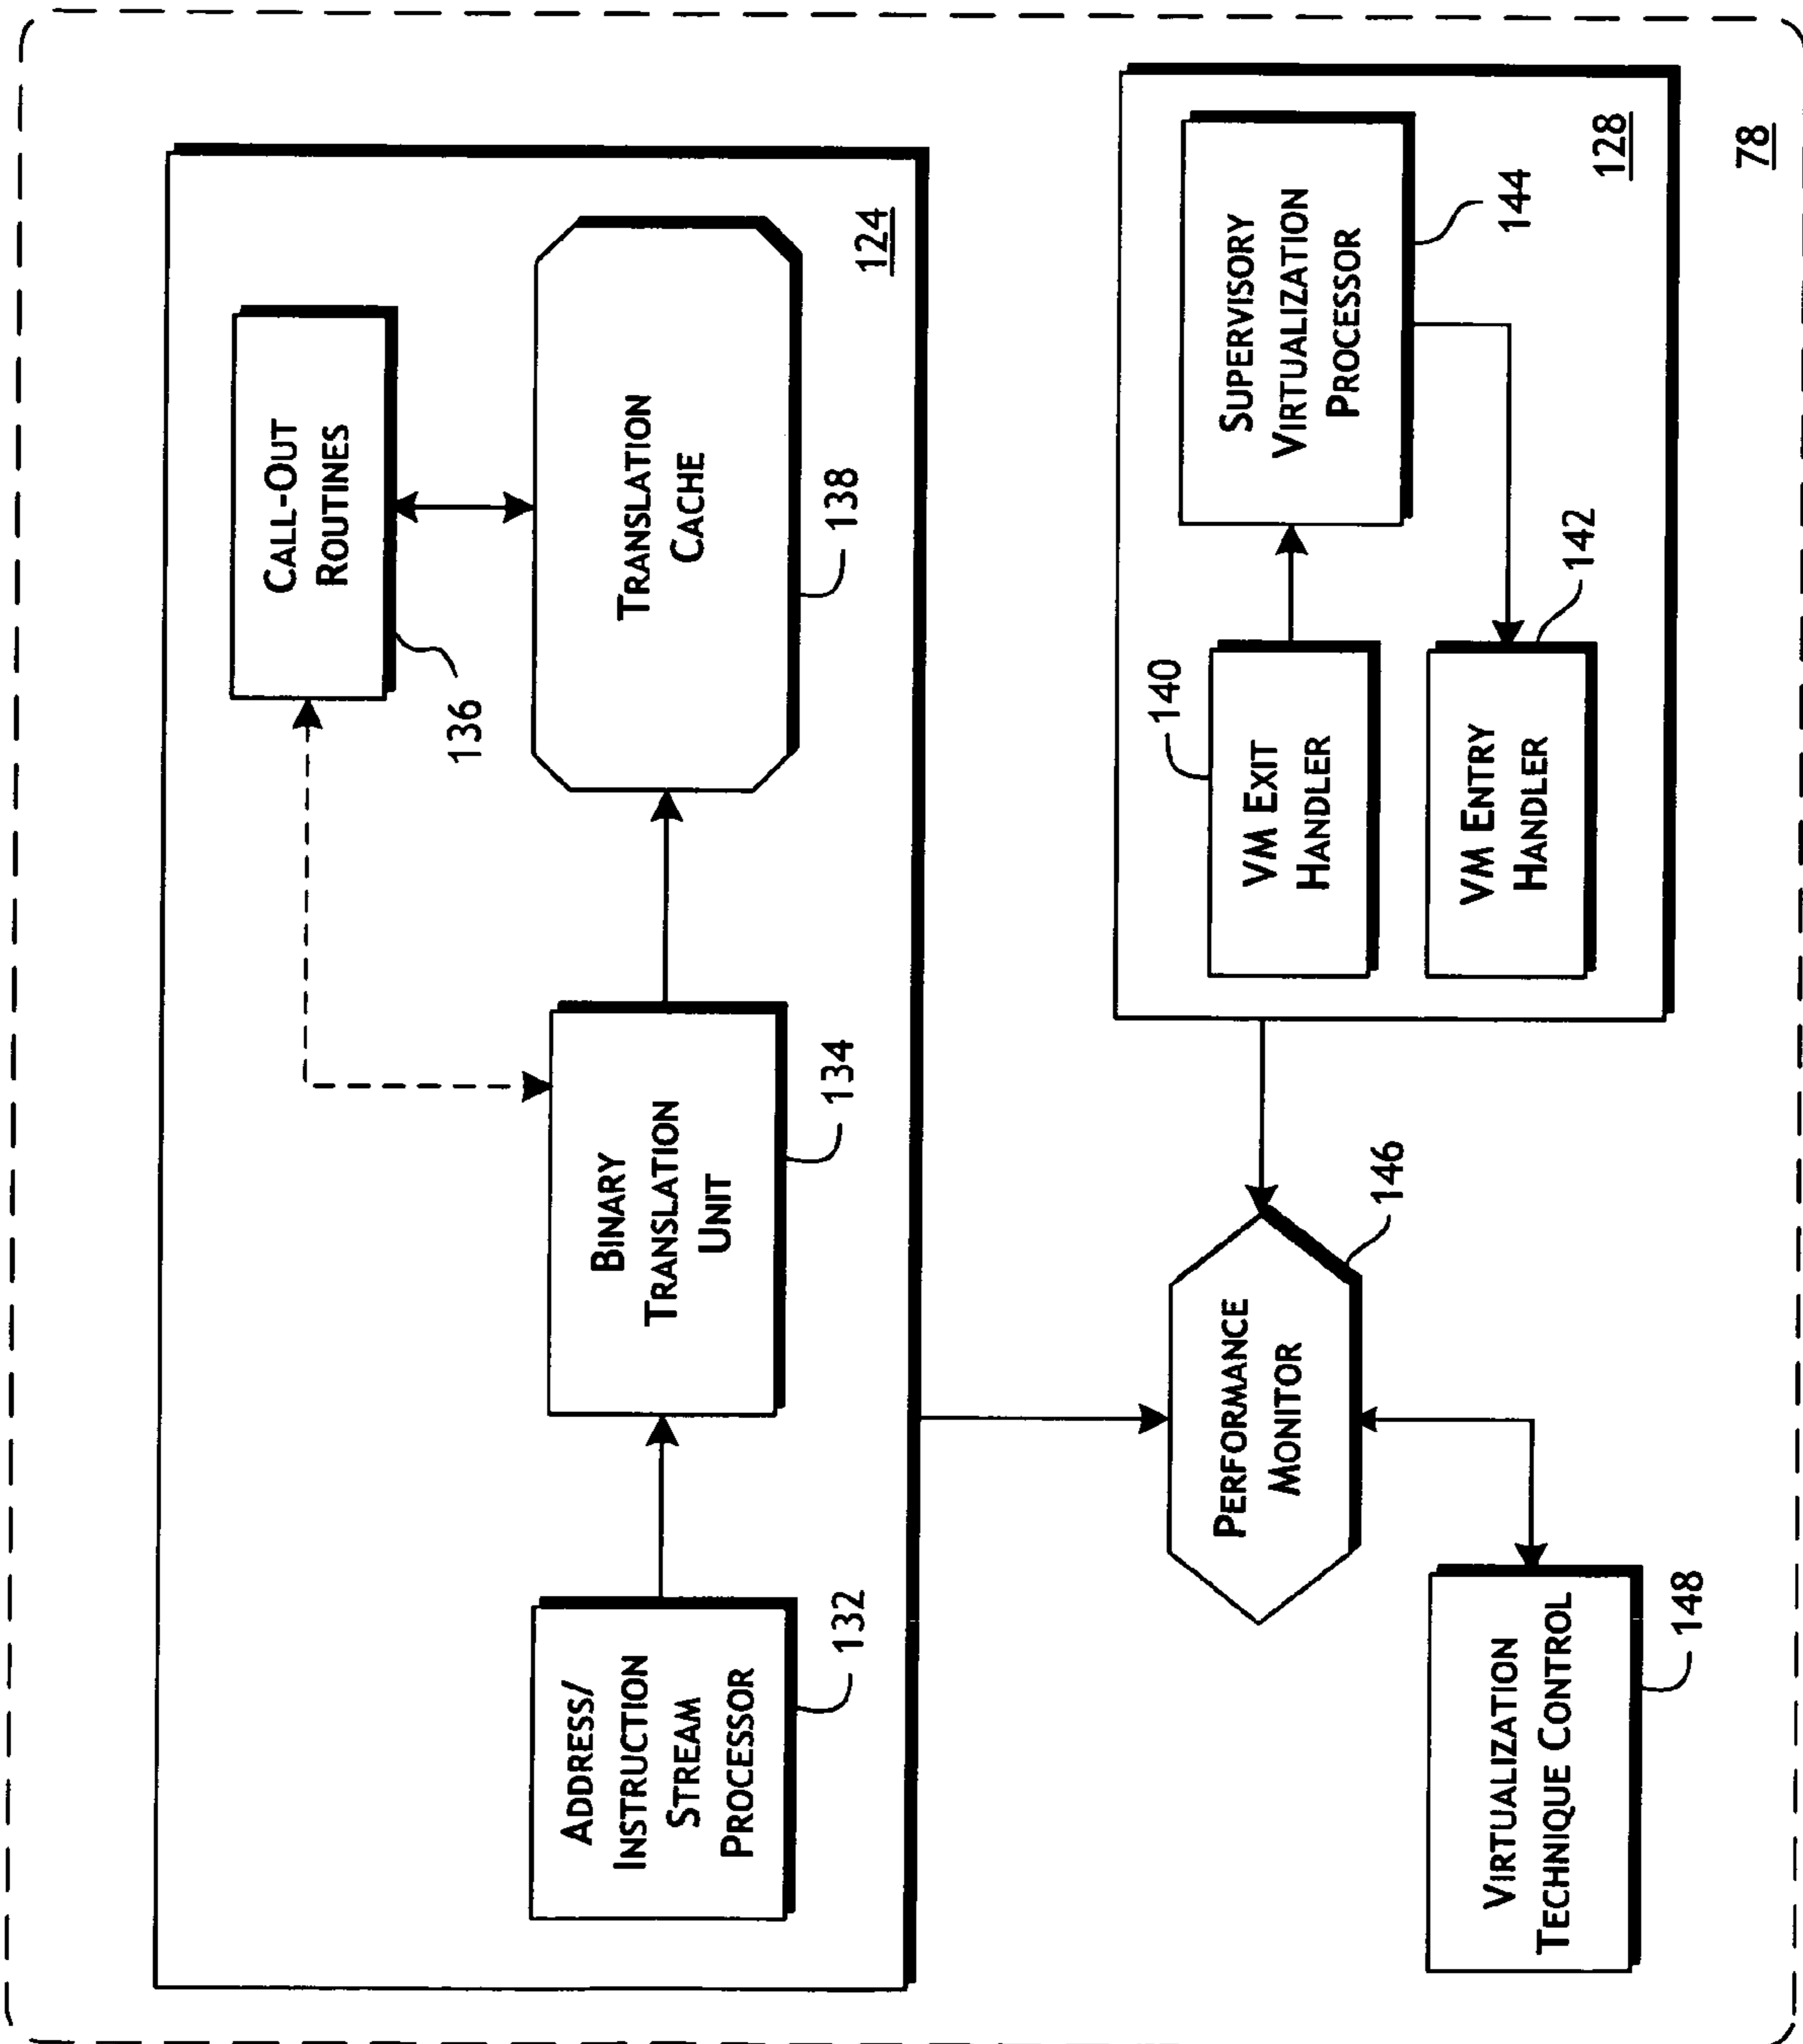 CALL-OUT
ROUTINES
136
ADDRESS/
INSTRUCTION
STREAM
PROCESSOR
132
BINARY
TRANSLATION
UNIT
134
TRANSLATION
CACHE
138
124
PERFORMANCE
MONITOR
146
VIRTUALIZATION
TECHNIQUE CONTROL
148
VM EXIT
HANDLER
140
SUPERVISORY
VIRTUALIZATION
PROCESSOR
144
VM ENTRY
HANDLER
142
128
78